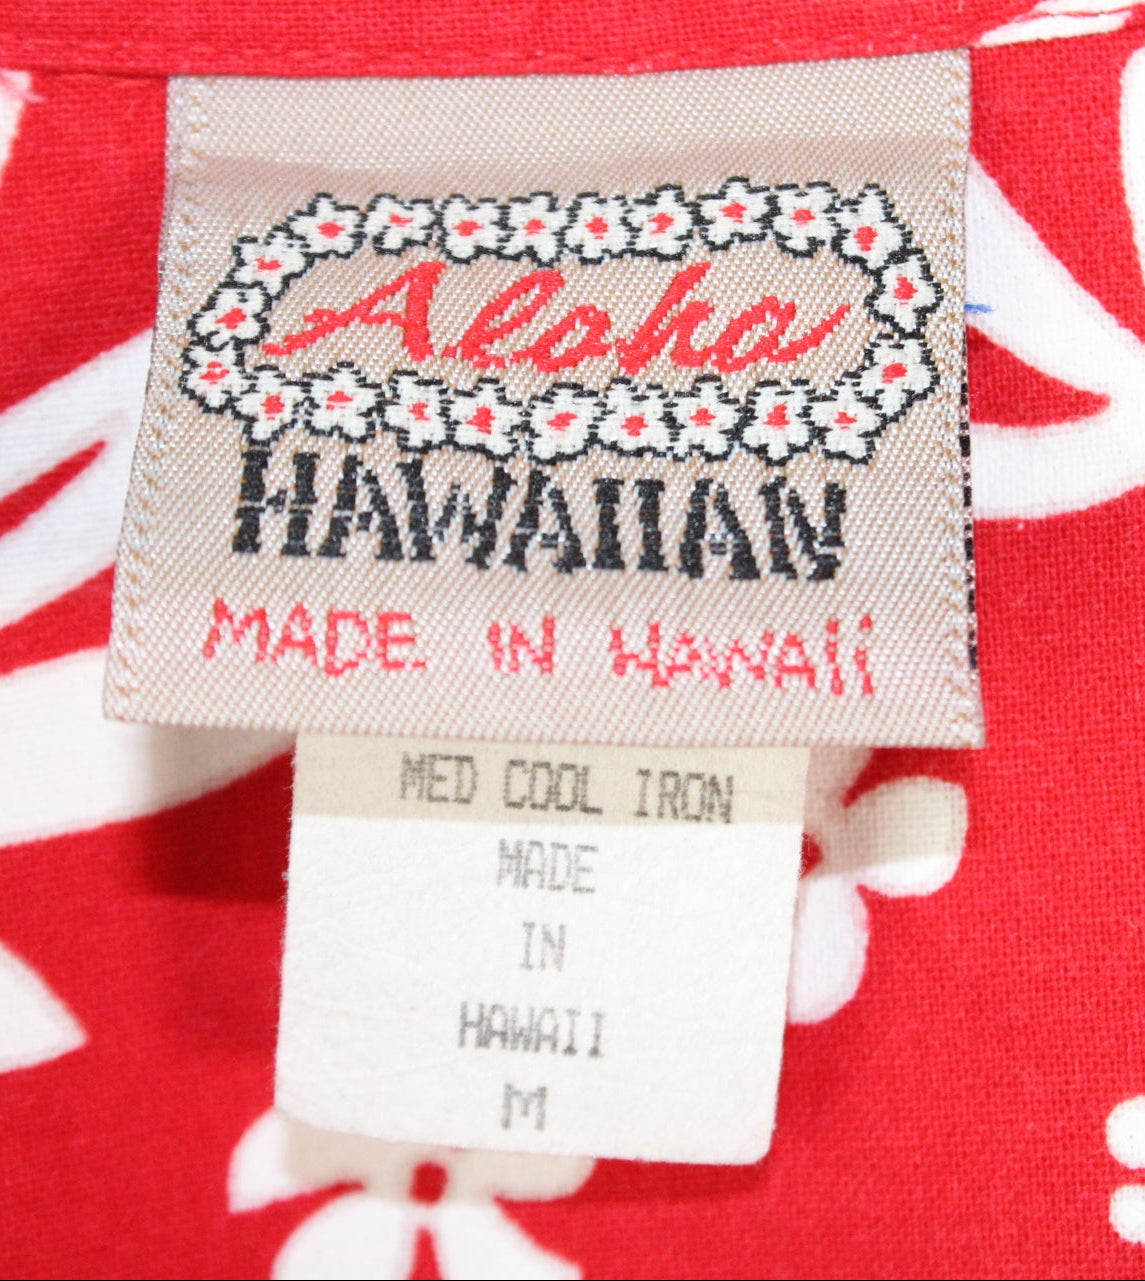 Aloha
HAWAIIAN
MADE IN HAWAii
MED COOL IRON
MADE
IN
HAWAII
M